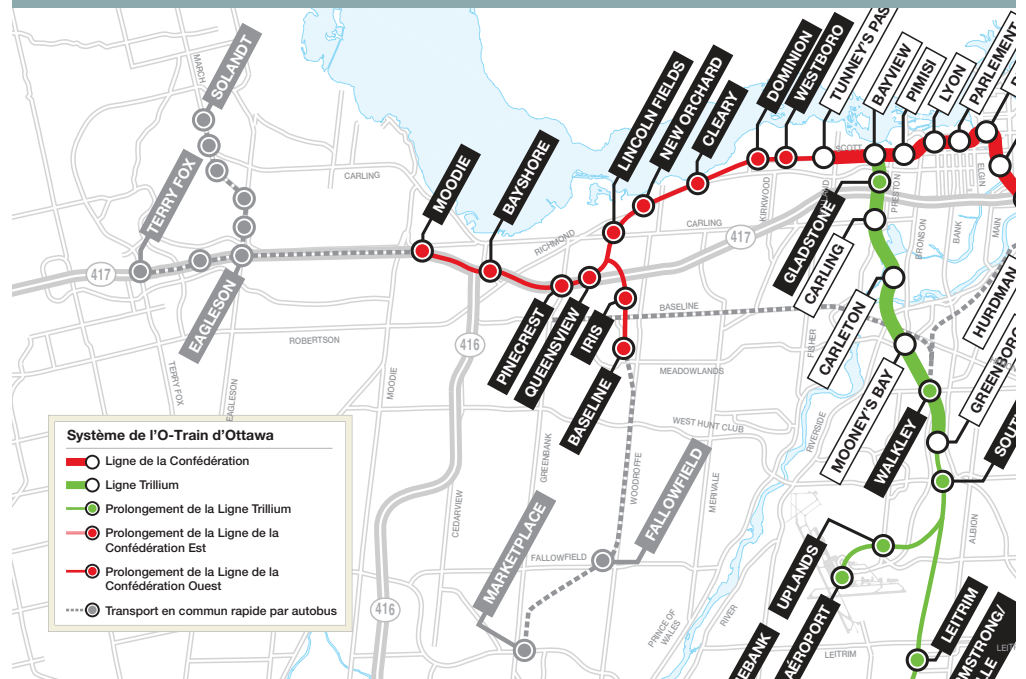 SOLANDT
MARCH
TERRY FOX
CARLING
417
EAGLESON
MOODIE
BAYSHORE
LINCOLN FIELDS
NEW ORCHARD
CLEARY
DOMINION
WESTBORO
TUNNEY'S PAS
BAYVIEW
PIMISI
LYON
PARLEMENT
SCOTT
KIRKWOOD
PRESTON
ELGIN
BRONSON
BANK
MAIN
RICHMOND
CARLING
417
GLADSTONE
CARLING
CARLETON
MOONEY'S BAY
WALKLEY
HURDMAN
GREENBORO
SOUT
PINECREST
QUEENSVIEW
IRIS
BASELINE
BASELINE
FISHER
MEADOWLANDS
ROBERTSON
416
TERRY FOX
EAGLESON
MOODIE
WEST HUNT CLUB
GREENBANK
CEDARVIEW
WOODROFFE
MERIVALE
RIVERSIDE
ALBION
FALLOWFIELD
FALLOWFIELD
MARKETPLACE
416
PRINCE OF
WALES
RIVER
UPLANDS
AÉROPORT
EBANK
LEITRIM
LEITRIM
LEIT
MSTRONG/
LLE
Système de l'O-Train d'Ottawa
Ligne de la Confédération
Ligne Trillium
Prolongement de la Ligne Trillium
Prolongement de la Ligne de la
Confédération Est
Prolongement de la Ligne de la
Confédération Ouest
Transport en commun rapide par autobus